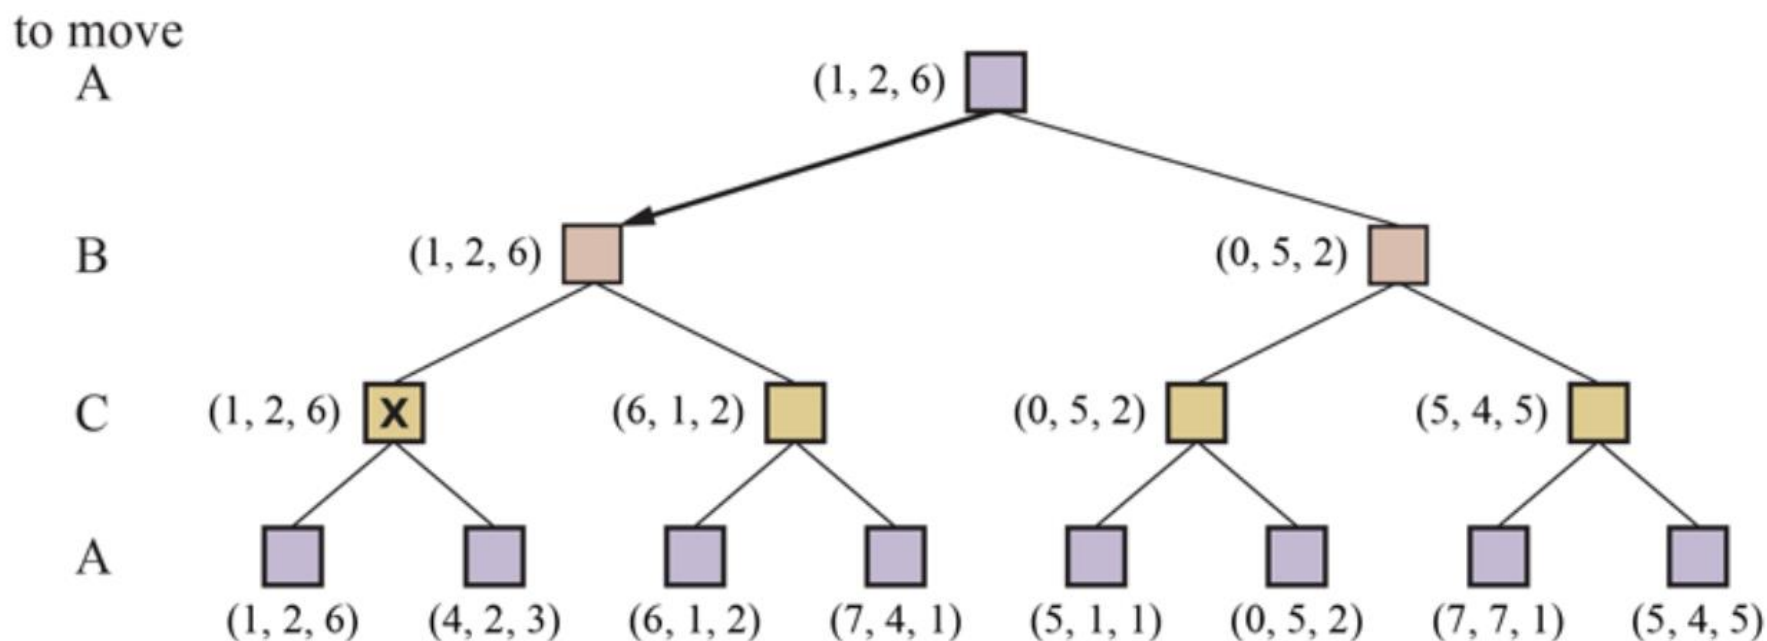 to move
A (1, 2, 6)
B (1, 2, 6) (0, 5, 2)
C (1, 2, 6) X (6, 1, 2) (0, 5, 2) (5, 4, 5)
A
(1, 2, 6) (4, 2, 3) (6, 1, 2) (7, 4, 1) (5, 1, 1) (0, 5, 2) (7, 7, 1) (5, 4, 5)